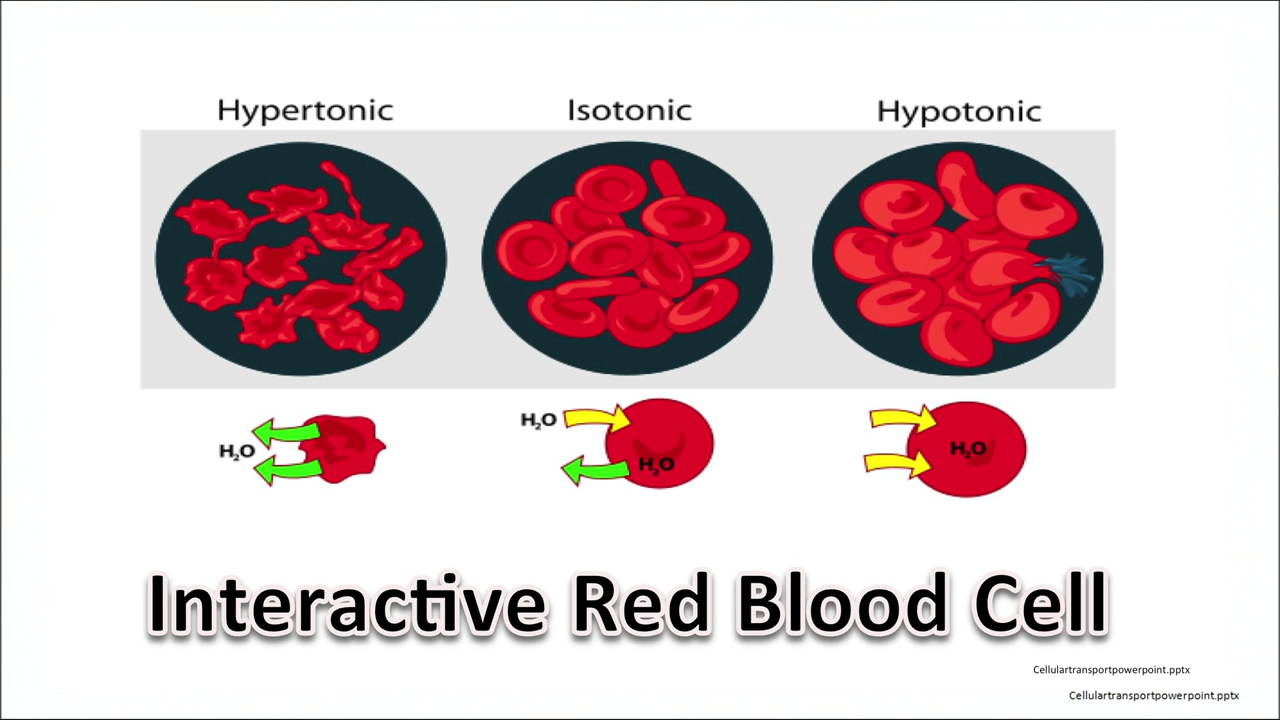 Hypertonic
Isotonic
Hypotonic
H₂O
H₂O
H₂O
H₂O
Interactive Red Blood Cell
Cellulartransportpowerpoint.pptx
Cellulartransportpowerpoint.pptx